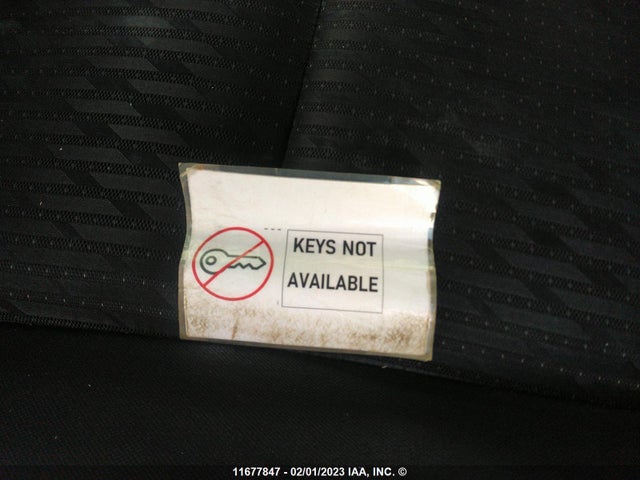 KEYS NOT
AVAILABLE
11677847 - 02/01/2023 IAA, INC. ©